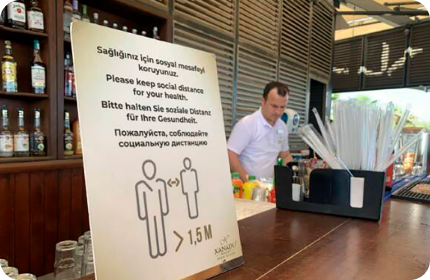 Sağlığınız için sosyal mesafeyi
koruyunuz.
Please keep social distance
for your health.
Bitte halten Sie soziale Distanz
für Ihre Gesundheit.
Пожалуйста, соблюдайте
социальную дистанцию
> 1,5 M
XANADU